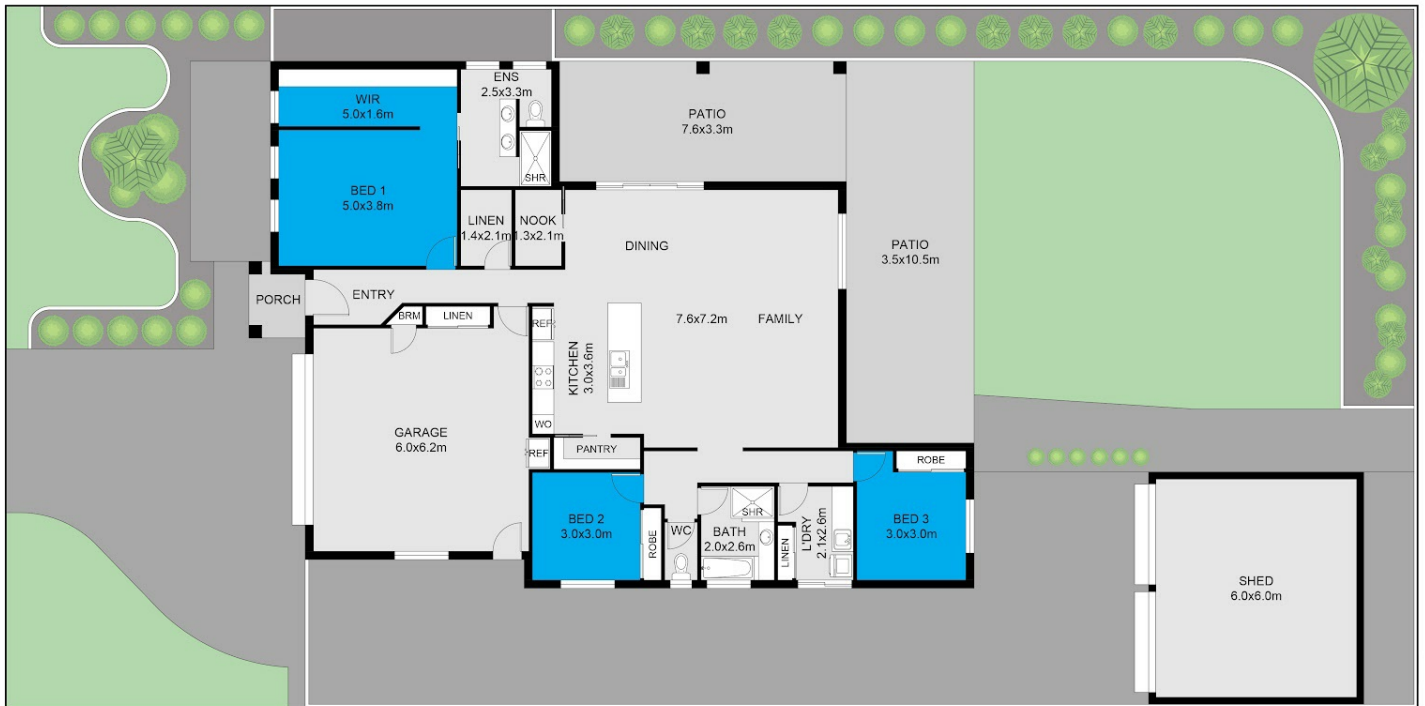 WIR
5.0x1.6m
ENS
2.5x3.3m
SHR
PATIO
7.6x3.3m
BED 1
5.0x3.8m
LINEN
1.4x2.1m
NOOK
1.3x2.1m
DINING
PATIO
3.5x10.5m
PORCH
ENTRY
BRM
LINEN
REF
KITCHEN
3.0x3.6m
7.6x7.2m
FAMILY
WO
GARAGE
6.0x6.2m
REF
PANTRY
BED 2
3.0x3.0m
ROBE
WC
SHR
BATH
2.0x2.6m
LINEN
L'DRY
2.1x2.6m
ROBE
BED 3
3.0x3.0m
SHED
6.0x6.0m